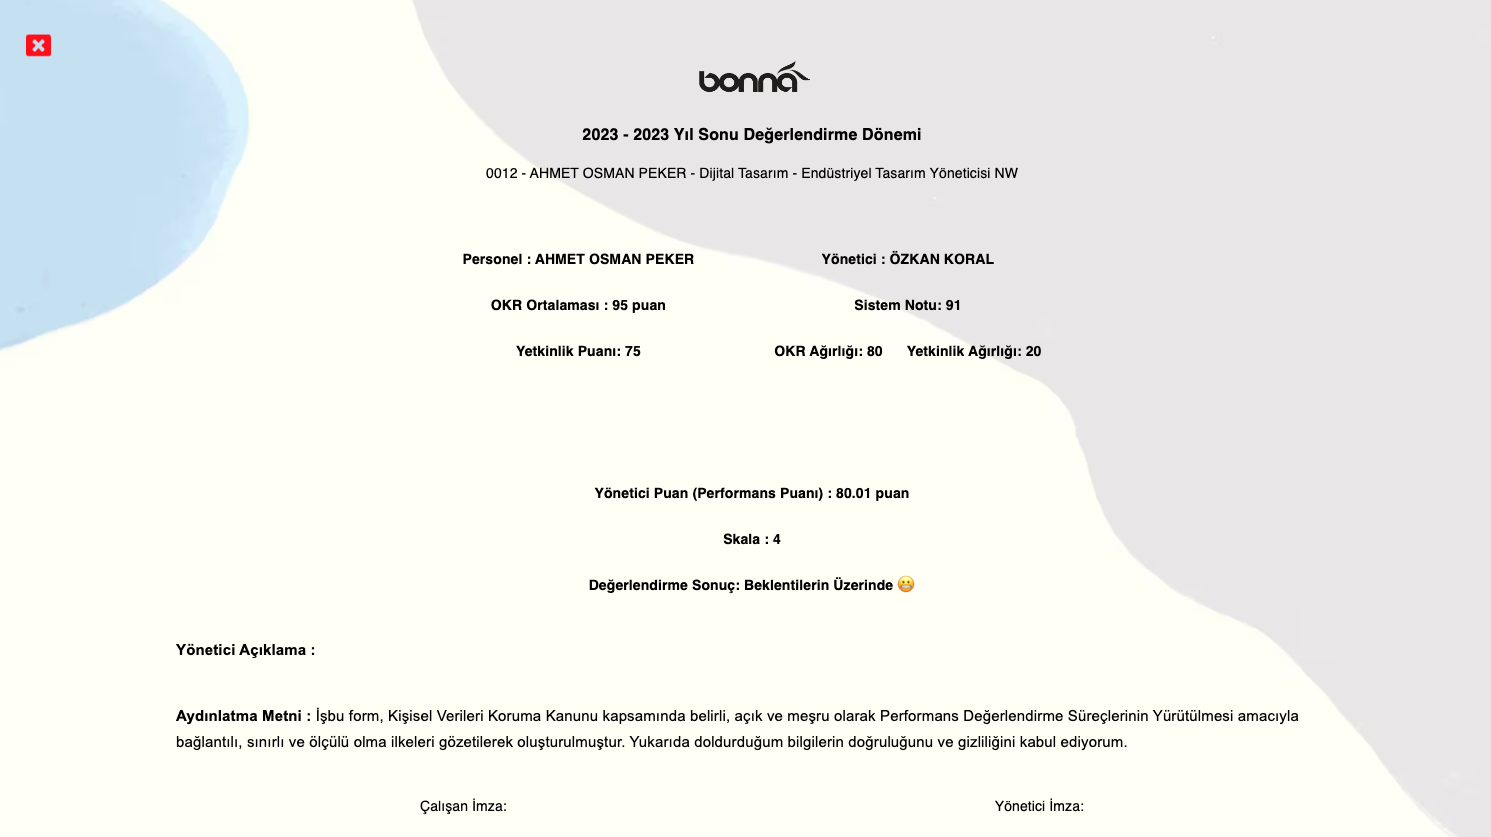 bonna
2023 - 2023 Yıl Sonu Değerlendirme Dönemi
0012 - AHMET OSMAN PEKER - Dijital Tasarım - Endüstriyel Tasarım Yöneticisi NW
Personel : AHMET OSMAN PEKER Yönetici : ÖZKAN KORAL
OKR Ortalaması : 95 puan Sistem Notu: 91
Yetkinlik Puanı: 75 OKR Ağırlığı: 80 Yetkinlik Ağırlığı: 20
Yönetici Puan (Performans Puanı) : 80.01 puan
Skala : 4
Değerlendirme Sonuç: Beklentilerin Üzerinde 😬
Yönetici Açıklama :
Aydınlatma Metni : İşbu form, Kişisel Verileri Koruma Kanunu kapsamında belirli, açık ve meşru olarak Performans Değerlendirme Süreçlerinin Yürütülmesi amacıyla
bağlantılı, sınırlı ve ölçülü olma ilkeleri gözetilerek oluşturulmuştur. Yukarıda doldurduğum bilgilerin doğruluğunu ve gizliliğini kabul ediyorum.
Çalışan İmza: Yönetici İmza: